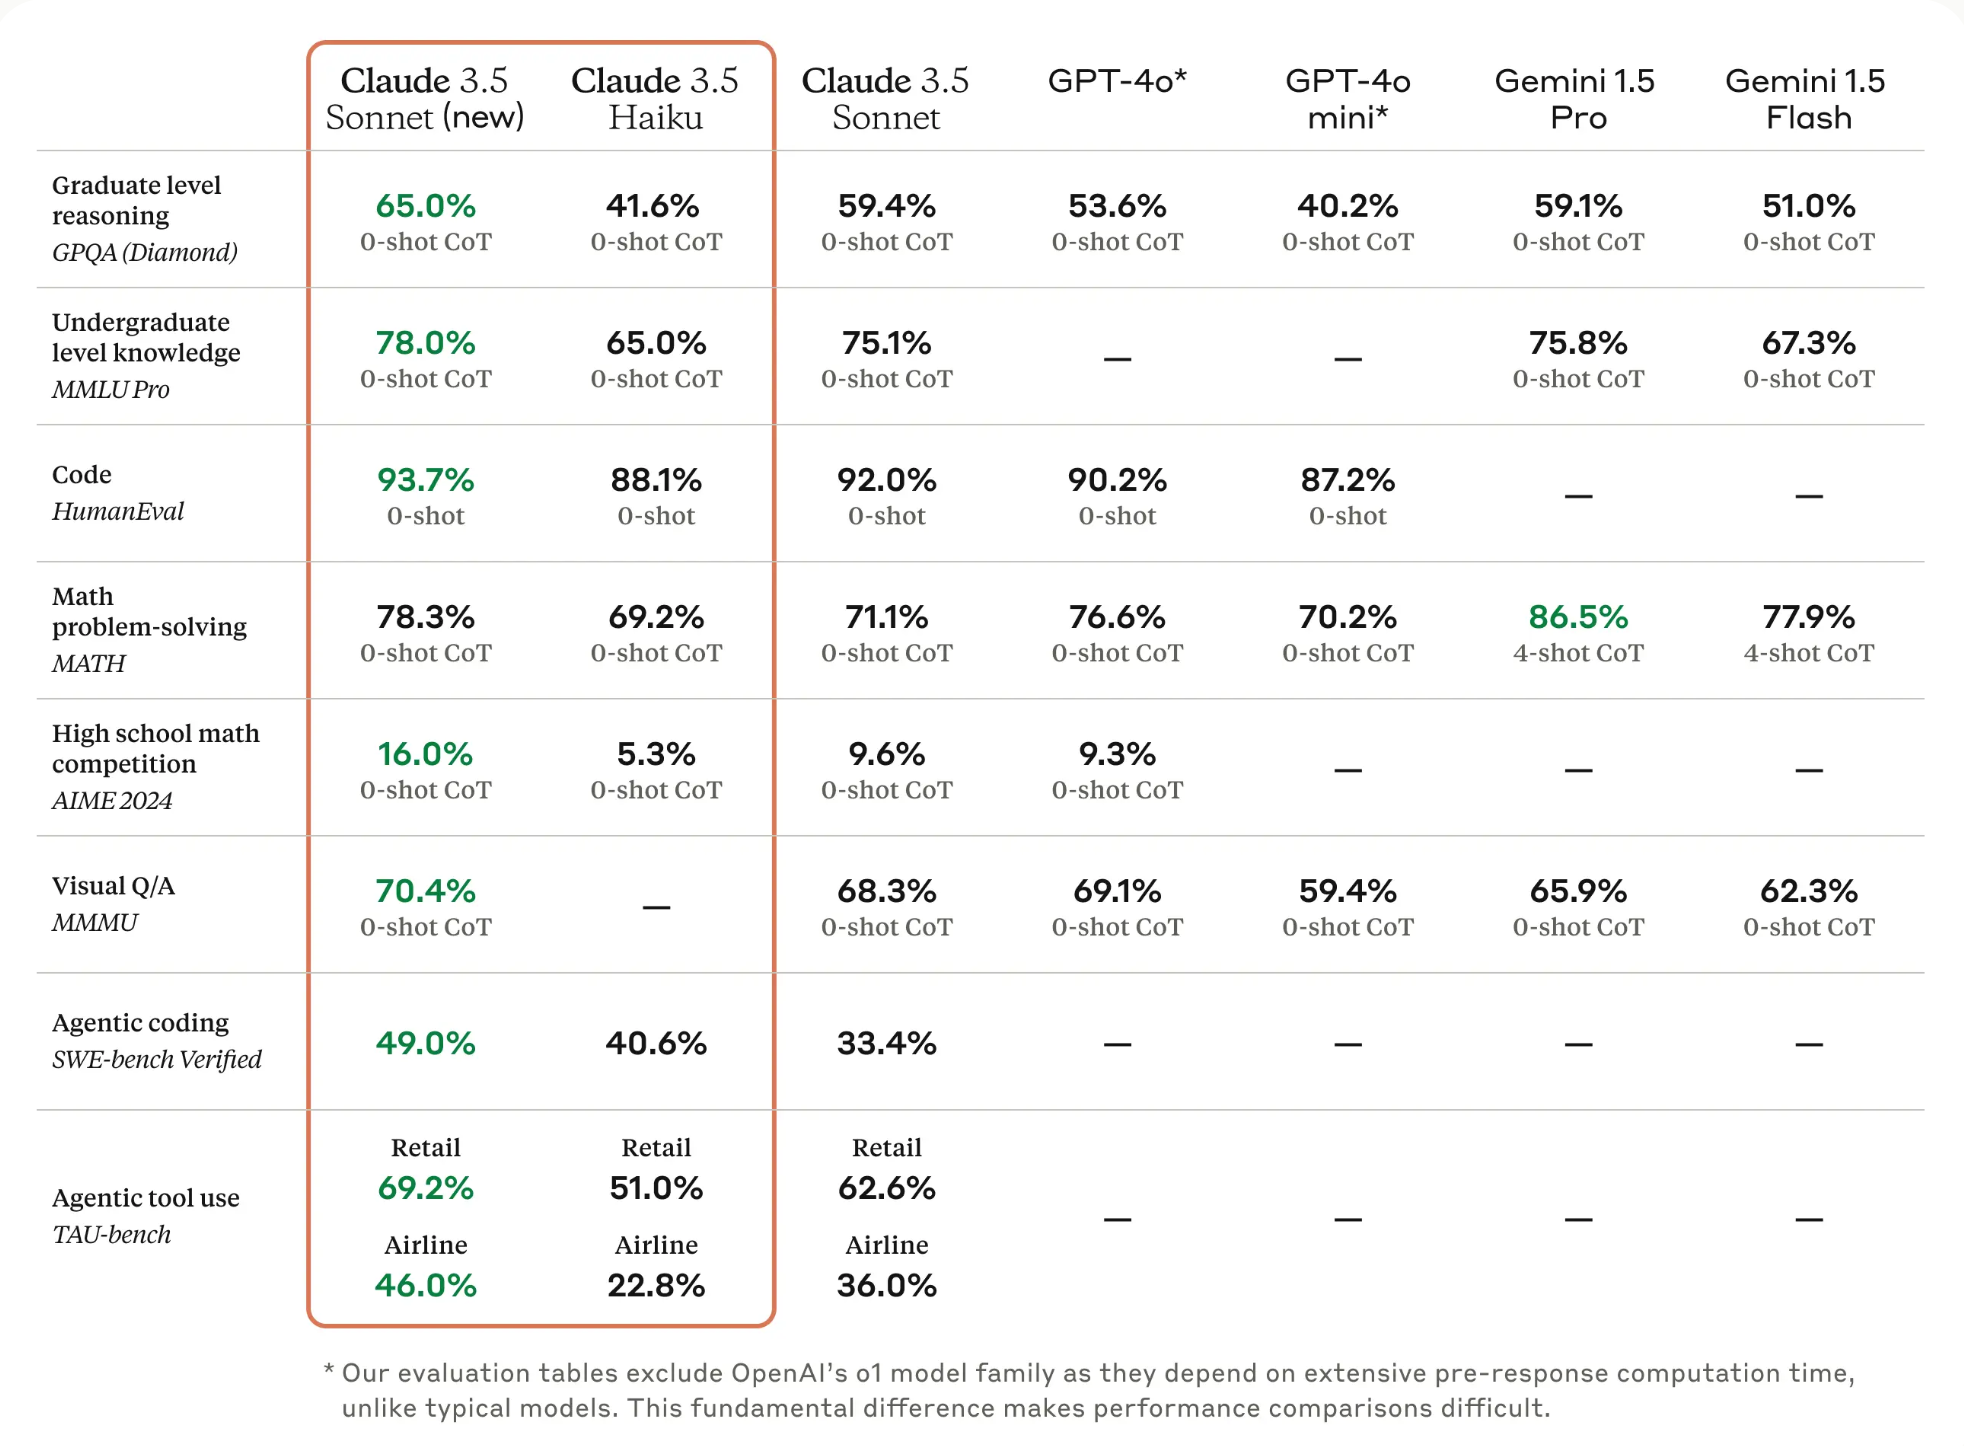 Claude 3.5 Sonnet (new) Claude 3.5 Haiku Claude 3.5 Sonnet GPT-4o* GPT-4o mini* Gemini 1.5 Pro Gemini 1.5 Flash
Graduate level
reasoning
GPQA (Diamond)
65.0% 41.6% 59.4% 53.6% 40.2% 59.1% 51.0%
0-shot CoT 0-shot CoT 0-shot CoT 0-shot CoT 0-shot CoT 0-shot CoT 0-shot CoT
Undergraduate
level knowledge
MMLU Pro
78.0% 65.0% 75.1% — — 75.8% 67.3%
0-shot CoT 0-shot CoT 0-shot CoT 0-shot CoT 0-shot CoT
Code
HumanEval
93.7% 88.1% 92.0% 90.2% 87.2% — —
0-shot 0-shot 0-shot 0-shot 0-shot
Math
problem-solving
MATH
78.3% 69.2% 71.1% 76.6% 70.2% 86.5% 77.9%
0-shot CoT 0-shot CoT 0-shot CoT 0-shot CoT 0-shot CoT 4-shot CoT 4-shot CoT
High school math
competition
AIME 2024
16.0% 5.3% 9.6% 9.3% — — —
0-shot CoT 0-shot CoT 0-shot CoT 0-shot CoT
Visual Q/A
MMMU
70.4% — 68.3% 69.1% 59.4% 65.9% 62.3%
0-shot CoT 0-shot CoT 0-shot CoT 0-shot CoT 0-shot CoT 0-shot CoT
Agentic coding
SWE-bench Verified
49.0% 40.6% 33.4% — — — —
Agentic tool use
TAU-bench
Retail Retail Retail
69.2% 51.0% 62.6% — — — —
Airline Airline Airline
46.0% 22.8% 36.0%
* Our evaluation tables exclude OpenAI's o1 model family as they depend on extensive pre-response computation time,
unlike typical models. This fundamental difference makes performance comparisons difficult.